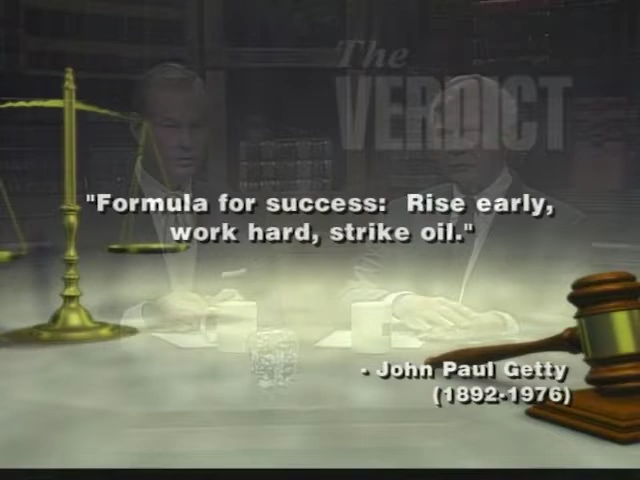 The
VERDICT
"Formula for success:  Rise early,
work hard, strike oil."
- John Paul Getty
(1892-1976)